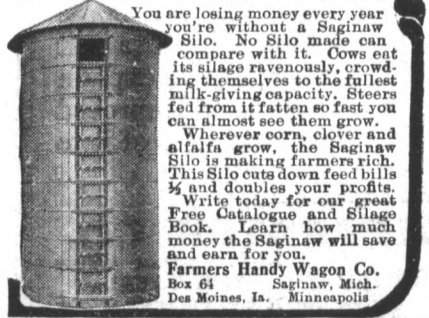 You are losing money every year
you're without a Saginaw
Silo. No Silo made can
compare with it. Cows eat
its silage ravenously, crowd-
ing themselves to the fullest
milk-giving capacity. Steers
fed from it fatten so fast you
can almost see them grow.
Wherever corn, clover and
alfalfa grow, the Saginaw
Silo is making farmers rich.
This Silo cuts down feed bills
½ and doubles your profits.
Write today for our great
Free Catalogue and Silage
Book. Learn how much
money the Saginaw will save
and earn for you.
Farmers Handy Wagon Co.
Box 64 Saginaw, Mich.
Des Moines, Ia. Minneapolis